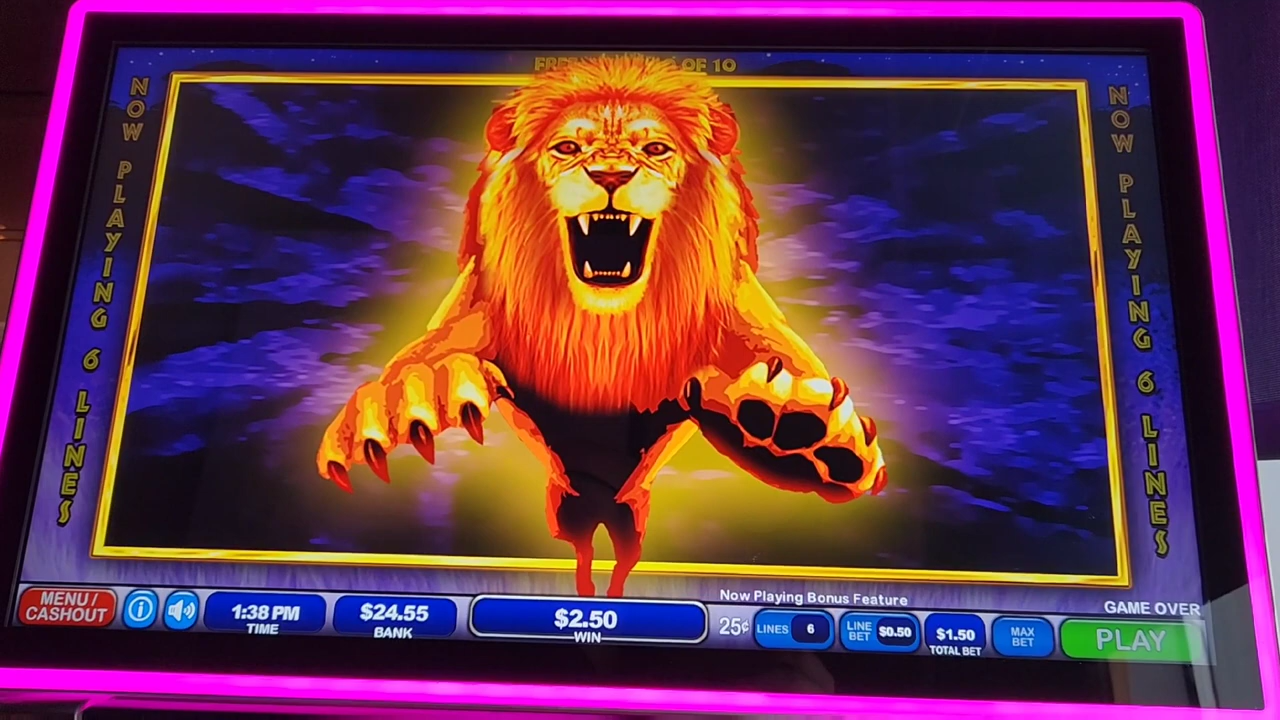 FREE OF 10
NOW PLAYING 6 LINES
NOW PLAYING 6 LINES
Now Playing Bonus Feature
GAME OVER
MENU/
CASHOUT
i
1:38 PM
TIME
$24.55
BANK
$2.50
WIN
25¢
LINES 6
LINE
BET $0.50
$1.50
TOTAL BET
MAX
BET
PLAY